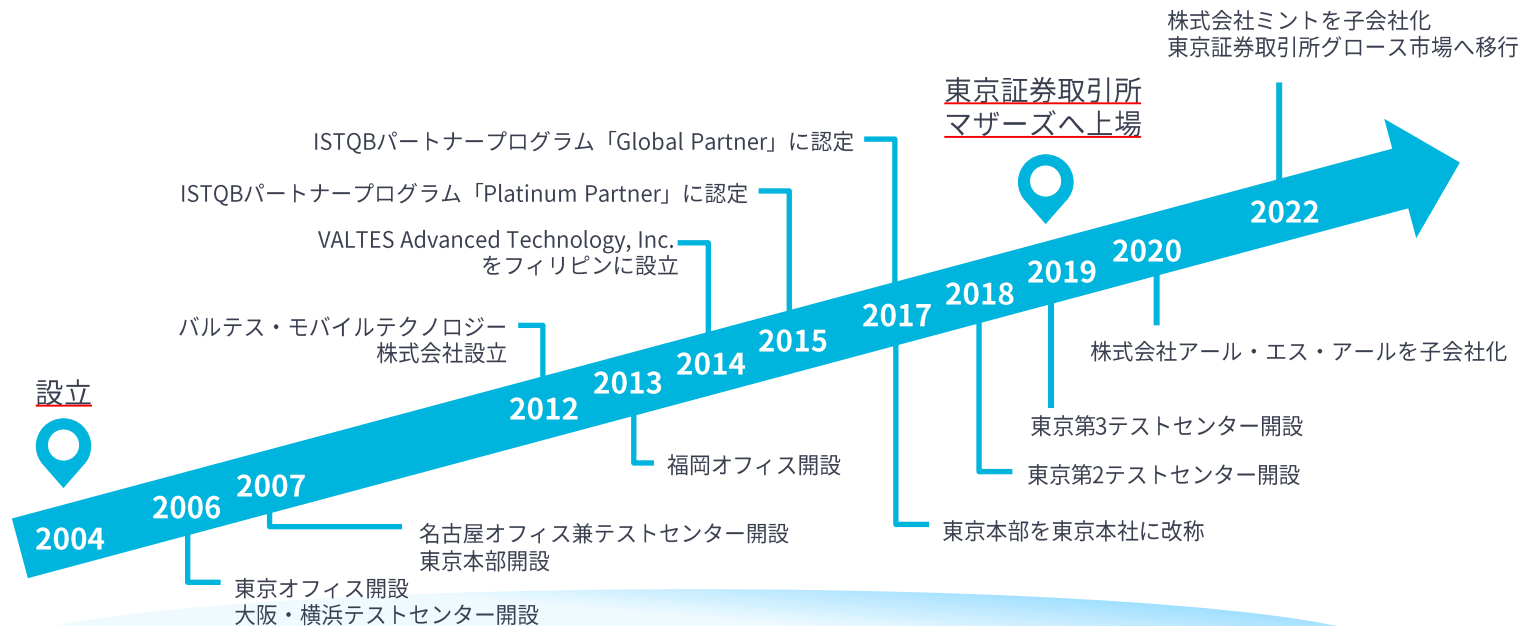 株式会社ミントを子会社化
東京証券取引所グロース市場へ移行
東京証券取引所
マザーズへ上場
ISTQBパートナープログラム「Global Partner」に認定
ISTQBパートナープログラム「Platinum Partner」に認定
VALTES Advanced Technology, Inc.
をフィリピンに設立
バルテス・モバイルテクノロジー
株式会社設立
設立
2004
2006
2007
2012
2013
2014
2015
2017
2018
2019
2020
2022
株式会社アール・エス・アールを子会社化
東京第3テストセンター開設
東京第2テストセンター開設
福岡オフィス開設
東京本部を東京本社に改称
名古屋オフィス兼テストセンター開設
東京本部開設
東京オフィス開設
大阪・横浜テストセンター開設